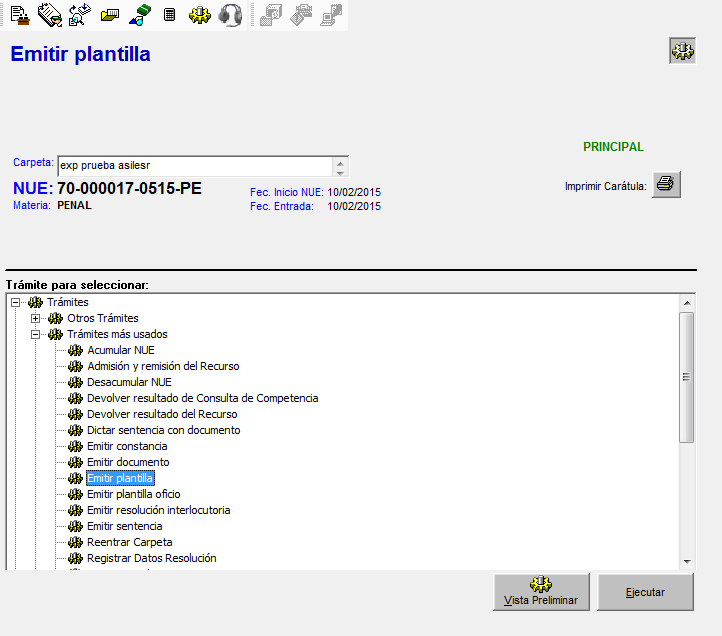 Emitir plantilla
PRINCIPAL
Carpeta: exp prueba asilesr
NUE: 70-000017-0515-PE
Fec. Inicio NUE: 10/02/2015
Imprimir Carátula:
Materia: PENAL
Fec. Entrada: 10/02/2015
Trámite para seleccionar:
Trámites
Otros Trámites
Trámites más usados
Acumular NUE
Admisión y remisión del Recurso
Desacumular NUE
Devolver resultado de Consulta de Competencia
Devolver resultado del Recurso
Dictar sentencia con documento
Emitir constancia
Emitir documento
Emitir plantilla
Emitir plantilla oficio
Emitir resolución interlocutoria
Emitir sentencia
Reentrar Carpeta
Registrar Datos Resolución
Vista Preliminar
Ejecutar